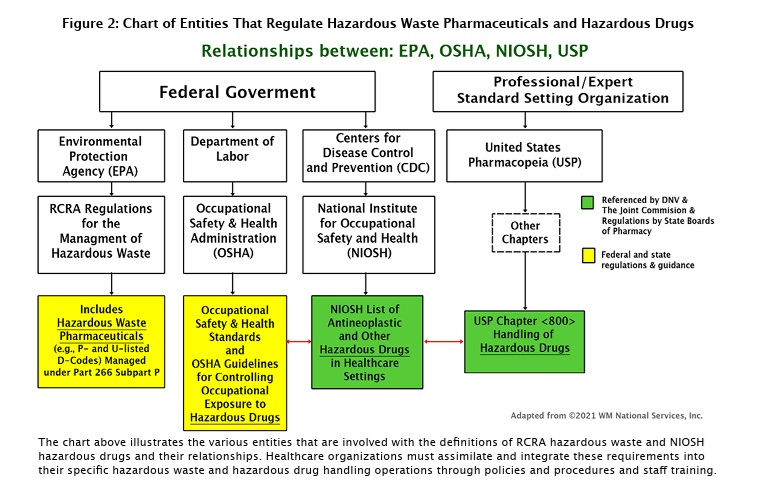 Figure 2: Chart of Entities That Regulate Hazardous Waste Pharmaceuticals and Hazardous Drugs
Relationships between: EPA, OSHA, NIOSH, USP
Federal Goverment
Professional/Expert
Standard Setting Organization
Environmental
Protection
Agency (EPA)
Department of
Labor
Centers for
Disease Control
and Prevention (CDC)
United States
Pharmacopeia (USP)
RCRA Regulations
for the
Managment of
Hazardous Waste
Occupational
Safety & Health
Administration
(OSHA)
National Institute
for Occupational
Safety and Health
(NIOSH)
Other
Chapters
Referenced by DNV &
The Joint Commision &
Regulations by State Boards
of Pharmacy
Federal and state
regulations & guidance
Includes
Hazardous Waste
Pharmaceuticals
(e.g., P- and U-listed
D-Codes) Managed
under Part 266 Subpart P
Occupational
Safety & Health
Standards
and
OSHA Guidelines
for Controlling
Occupational
Exposure to
Hazardous Drugs
NIOSH List of
Antineoplastic
and Other
Hazardous Drugs
in Healthcare
Settings
USP Chapter <800>
Handling of
Hazardous Drugs
Adapted from ©2021 WM National Services, Inc.
The chart above illustrates the various entities that are involved with the definitions of RCRA hazardous waste and NIOSH
hazardous drugs and their relationships. Healthcare organizations must assimilate and integrate these requirements into
their specific hazardous waste and hazardous drug handling operations through policies and procedures and staff training.